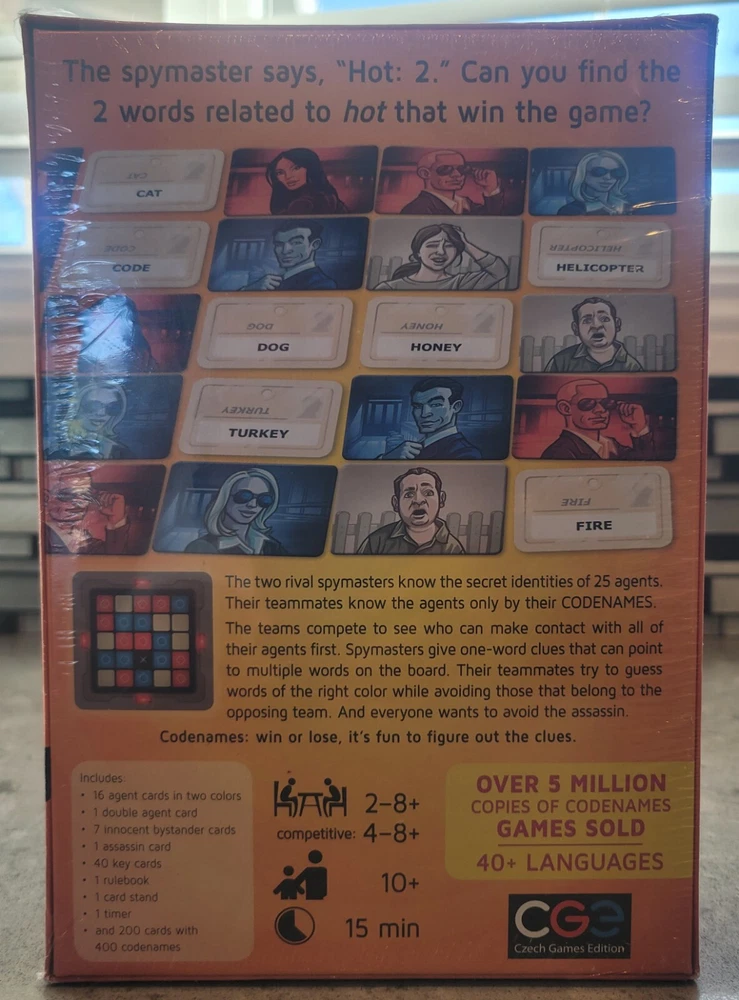 The spymaster says, “Hot: 2.” Can you find the
2 words related to hot that win the game?
CAT
CAT
CODE
CODE
HELICOPTER
HELICOPTER
DOG
DOG
HONEY
HONEY
TURKEY
TURKEY
FIRE
FIRE
The two rival spymasters know the secret identities of 25 agents.
Their teammates know the agents only by their CODENAMES.
The teams compete to see who can make contact with all of
their agents first. Spymasters give one-word clues that can point
to multiple words on the board. Their teammates try to guess
words of the right color while avoiding those that belong to the
opposing team. And everyone wants to avoid the assassin.
Codenames: win or lose, it’s fun to figure out the clues.
Includes:
• 16 agent cards in two colors
• 1 double agent card
• 7 innocent bystander cards
• 1 assassin card
• 40 key cards
• 1 rulebook
• 1 card stand
• 1 timer
• and 200 cards with
400 codenames
2–8+
competitive: 4–8+
10+
15 min
OVER 5 MILLION
COPIES OF CODENAMES
GAMES SOLD
40+ LANGUAGES
CGE
Czech Games Edition